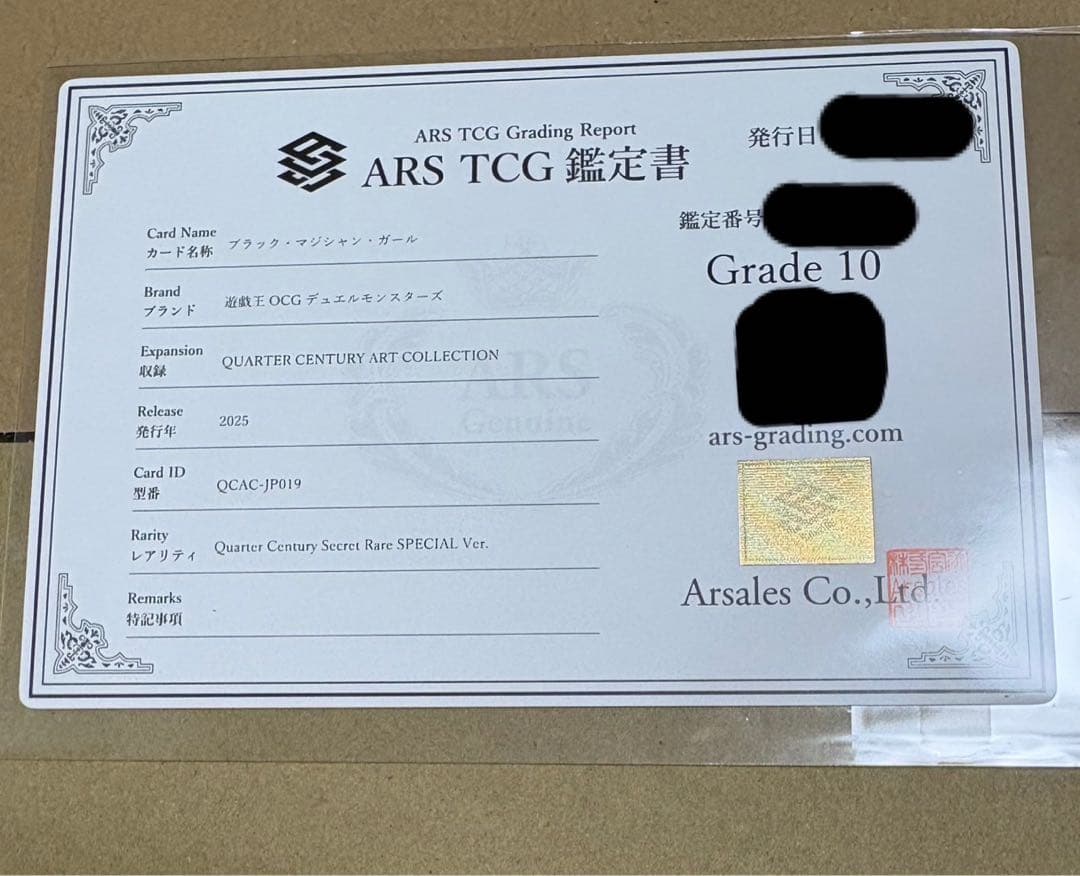 ARS TCG Grading Report
ARS TCG 鑑定書
発行日
鑑定番号
Grade 10
Card Name
カード名称 ブラック・マジシャン・ガール
Brand
ブランド 遊戯王OCG デュエルモンスターズ
Expansion
収録 QUARTER CENTURY ART COLLECTION
Release
発行年 2025
Card ID
型番 QCAC-JP019
Rarity
レアリティ Quarter Century Secret Rare SPECIAL Ver.
Remarks
特記事項
ARS
Genuine
ars-grading.com
Arsales Co.,Ltd.